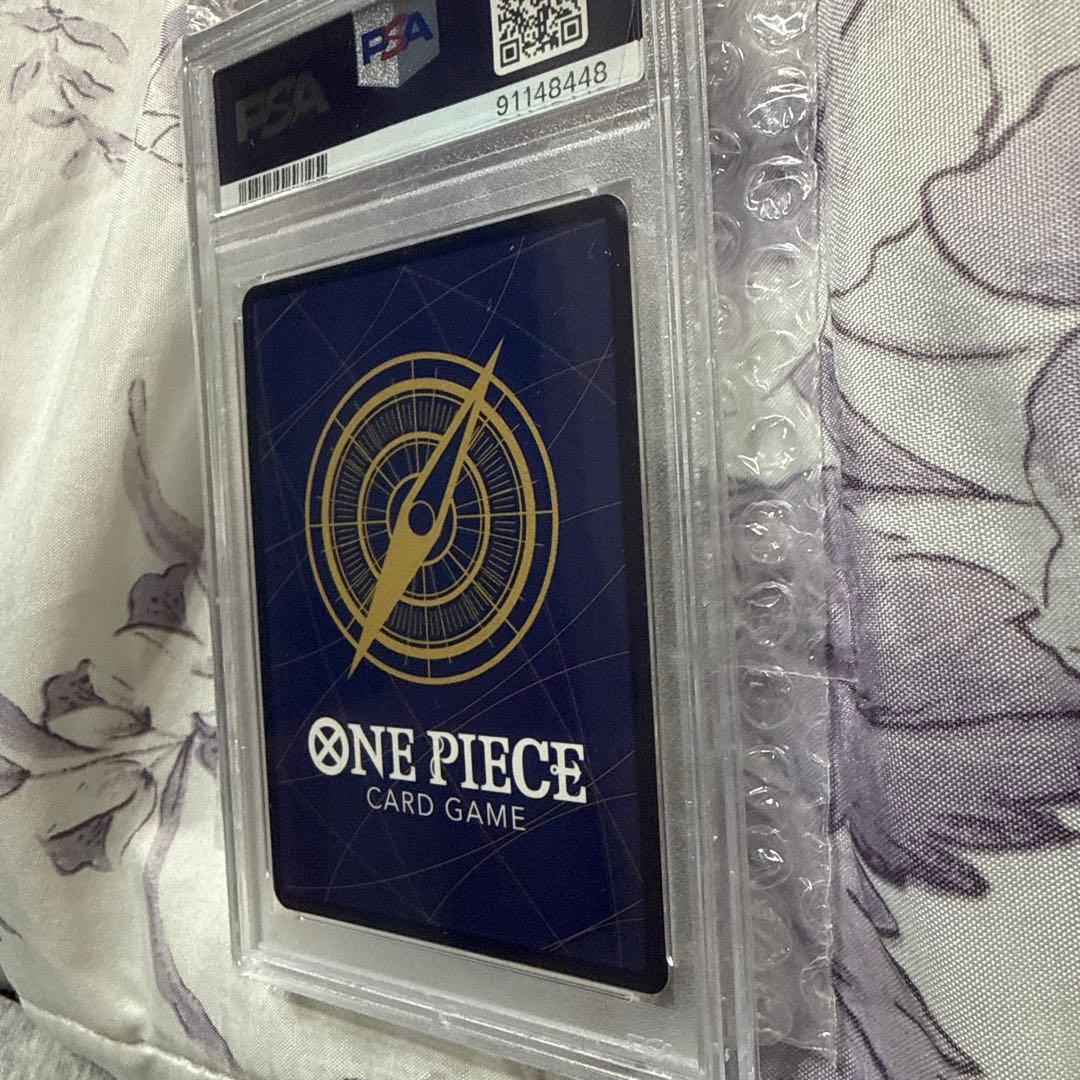 PSA
PSA
91148448
ONE PIECE
CARD GAME